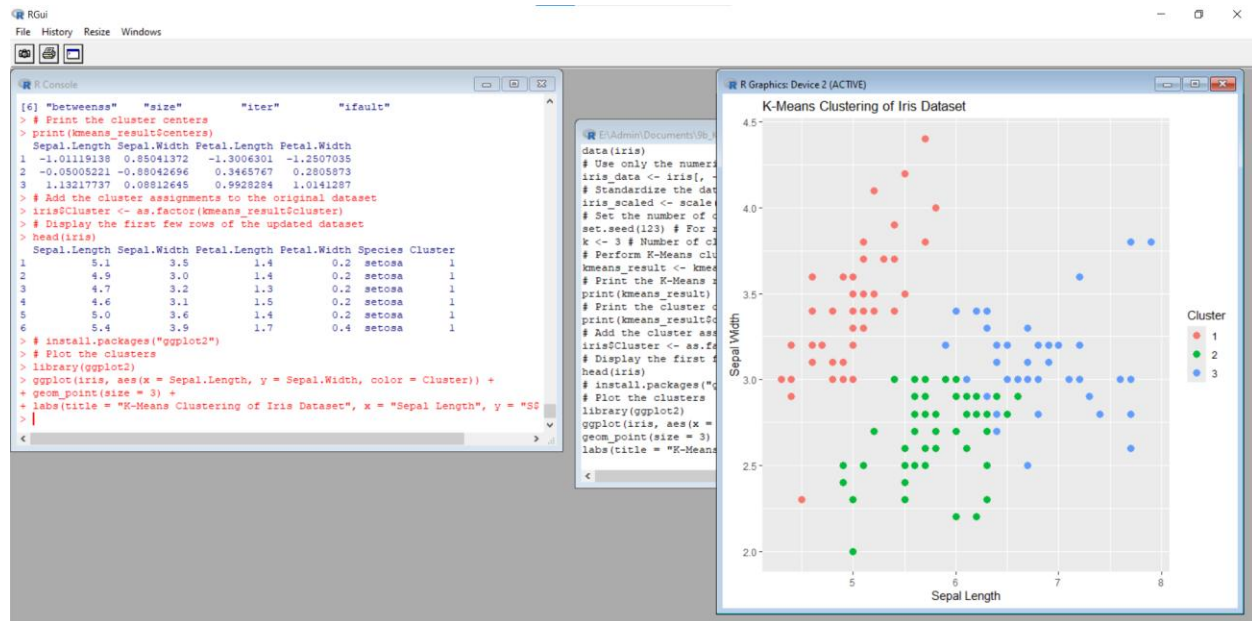 RGui
File History Resize Windows
R Console
[6] "betweenss" "size" "iter" "ifault"
> # Print the cluster centers
> print(kmeans_result$centers)
Sepal.Length Sepal.Width Petal.Length Petal.Width
1 -1.01119138 0.85041372 -1.3006301 -1.2507035
2 -0.05005221 -0.88042696 0.3465767 0.2805873
3 1.13217737 0.08812645 0.9928284 1.0141287
> # Add the cluster assignments to the original dataset
> iris$Cluster <- as.factor(kmeans_result$cluster)
> # Display the first few rows of the updated dataset
> head(iris)
Sepal.Length Sepal.Width Petal.Length Petal.Width Species Cluster
1 5.1 3.5 1.4 0.2 setosa 1
2 4.9 3.0 1.4 0.2 setosa 1
3 4.7 3.2 1.3 0.2 setosa 1
4 4.6 3.1 1.5 0.2 setosa 1
5 5.0 3.6 1.4 0.2 setosa 1
6 5.4 3.9 1.7 0.4 setosa 1
> # install.packages("ggplot2")
> # Plot the clusters
> library(ggplot2)
> ggplot(iris, aes(x = Sepal.Length, y = Sepal.Width, color = Cluster)) +
+ geom_point(size = 3) +
+ labs(title = "K-Means Clustering of Iris Dataset", x = "Sepal Length", y = "S$
>
E:\Admin\Documents\9b_
data(iris)
# Use only the numeri
iris_data <- iris[, -
# Standardize the dat
iris_scaled <- scale(
# Set the number of c
set.seed(123) # For r
k <- 3 # Number of cl
# Perform K-Means clu
kmeans_result <- kmea
# Print the K-Means r
print(kmeans_result)
# Print the cluster c
print(kmeans_result$c
# Add the cluster ass
iris$Cluster <- as.fa
# Display the first f
head(iris)
# install.packages("g
# Plot the clusters
library(ggplot2)
ggplot(iris, aes(x =
geom_point(size = 3)
labs(title = "K-Means
R Graphics: Device 2 (ACTIVE)
K-Means Clustering of Iris Dataset
4.5
4.0
3.5
3.0
2.5
2.0
Sepal Width
5 6 7 8
Sepal Length
Cluster
1
2
3